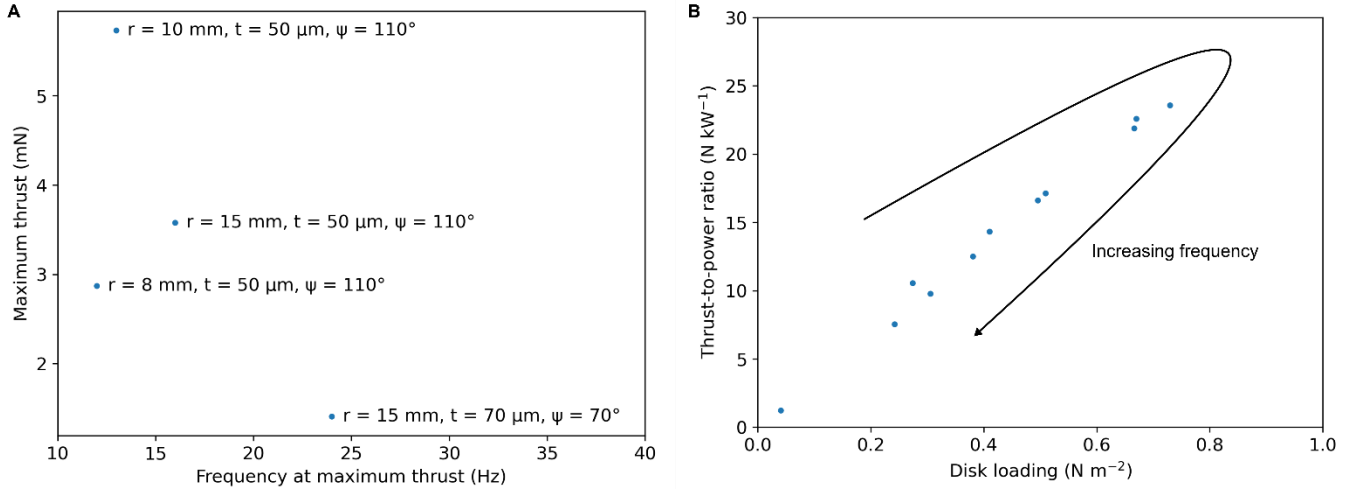 A
Maximum thrust (mN)
5
4
3
2
r = 10 mm, t = 50 μm, ψ = 110°
r = 15 mm, t = 50 μm, ψ = 110°
r = 8 mm, t = 50 μm, ψ = 110°
r = 15 mm, t = 70 μm, ψ = 70°
10 15 20 25 30 35 40
Frequency at maximum thrust (Hz)
B
Thrust-to-power ratio (N kW⁻¹)
30
25
20
15
10
5
0
Increasing frequency
0.0 0.2 0.4 0.6 0.8 1.0
Disk loading (N m⁻²)